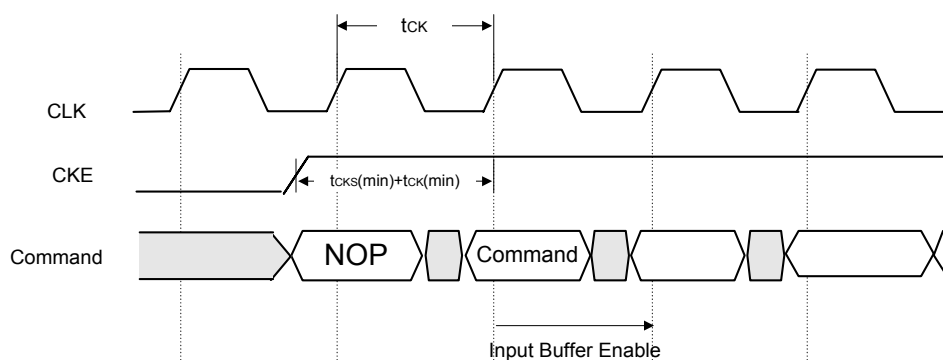 tCK
CLK
CKE
tCKS(min)+tCK(min)
Command
NOP
Command
Input Buffer Enable